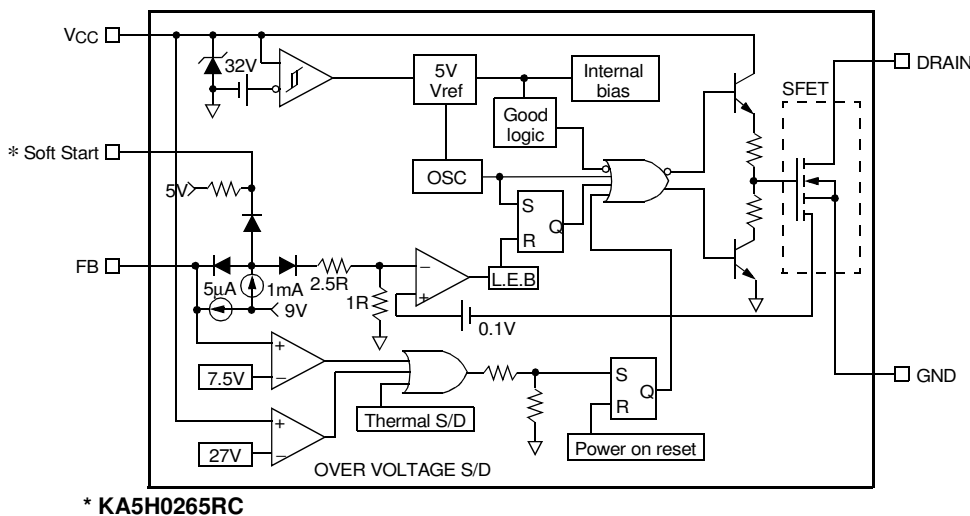 VCC
32V
5V
Vref
Internal
bias
DRAIN
SFET
Good
logic
* Soft Start
5V
OSC
S
R
Q
FB
5μA
1mA
9V
2.5R
1R
−
+
L.E.B
0.1V
+
−
7.5V
S
R
Q
GND
Thermal S/D
+
−
27V
Power on reset
OVER VOLTAGE S/D
* KA5H0265RC